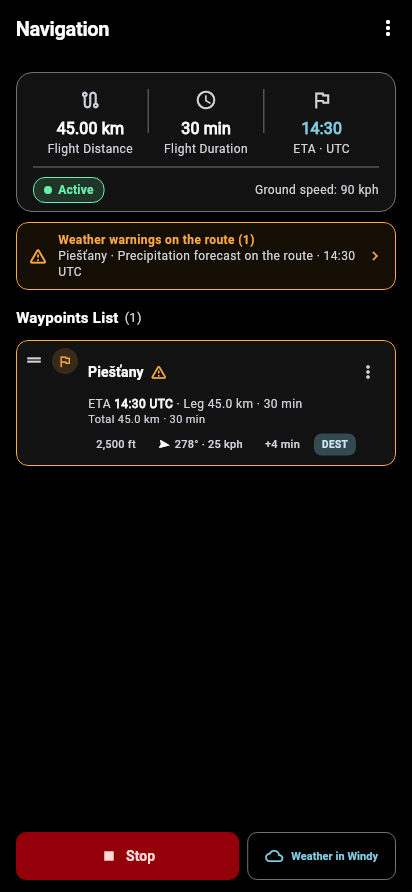 Navigation
45.00 km
Flight Distance
30 min
Flight Duration
14:30
ETA · UTC
Active
Ground speed: 90 kph
Weather warnings on the route (1)
Piešťany · Precipitation forecast on the route · 14:30
UTC
Waypoints List (1)
Piešťany
ETA 14:30 UTC · Leg 45.0 km · 30 min
Total 45.0 km · 30 min
2,500 ft 278° · 25 kph +4 min DEST
Stop
Weather in Windy